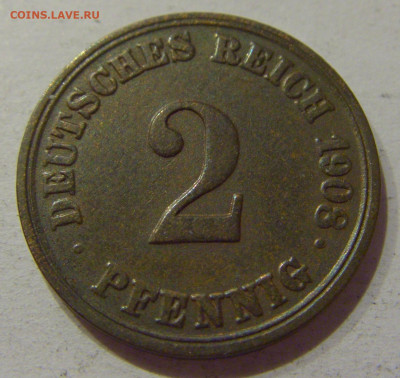 COINS.LAVE.RU
· DEUTSCHES REICH 1908 ·
2
PFENNIG